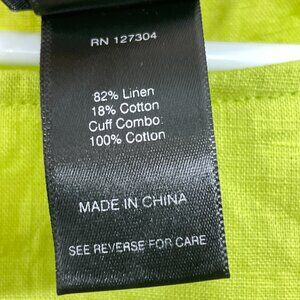 RN 127304
82% Linen
18% Cotton
Cuff Combo:
100% Cotton
MADE IN CHINA
SEE REVERSE FOR CARE